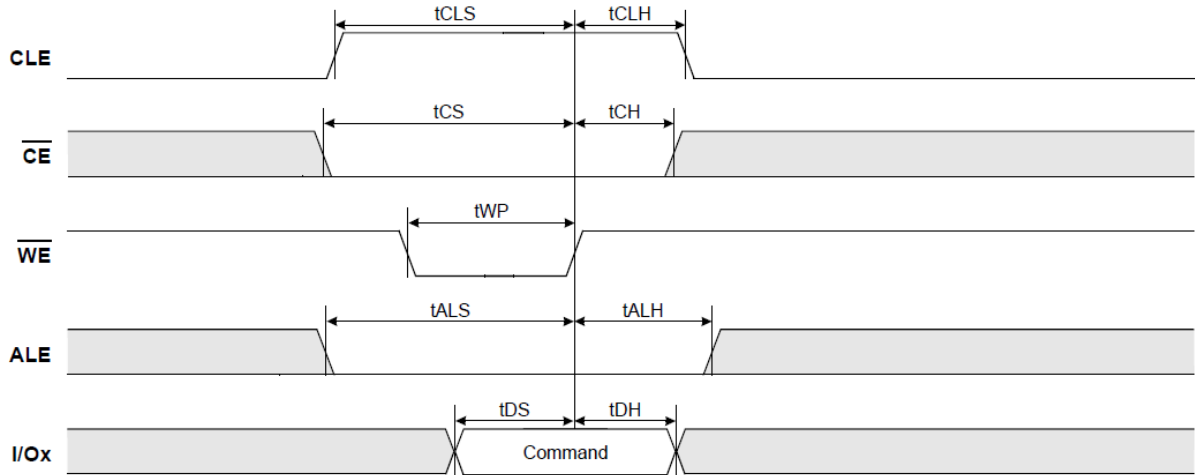 tCLS tCLH
CLE
tCS tCH
CE
tWP
WE
tALS tALH
ALE
tDS tDH
I/Ox Command